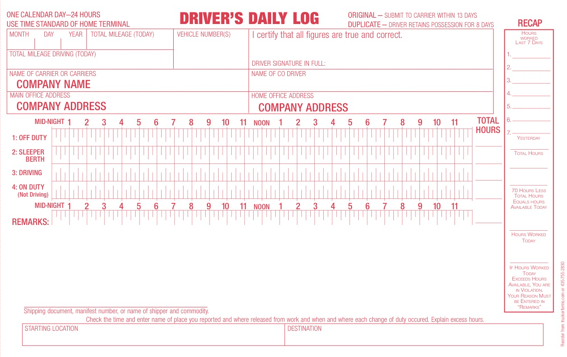 ONE CALENDAR DAY–24 HOURS
USE TIME STANDARD OF HOME TERMINAL
DRIVER'S DAILY LOG
ORIGINAL – SUBMIT TO CARRIER WITHIN 13 DAYS
DUPLICATE – DRIVER RETAINS POSSESSION FOR 8 DAYS
RECAP
MONTH DAY YEAR TOTAL MILEAGE (TODAY) VEHICLE NUMBER(S) I certify that all figures are true and correct.
HOURS
WORKED
LAST 7 DAYS
TOTAL MILEAGE DRIVING (TODAY)
DRIVER SIGNATURE IN FULL:
1.
2.
3.
4.
5.
6.
7.
NAME OF CARRIER OR CARRIERS
COMPANY NAME
NAME OF CO DRIVER
MAIN OFFICE ADDRESS
COMPANY ADDRESS
HOME OFFICE ADDRESS
COMPANY ADDRESS
MID-NIGHT 1 2 3 4 5 6 7 8 9 10 11 NOON 1 2 3 4 5 6 7 8 9 10 11 TOTAL
HOURS
1: OFF DUTY
2: SLEEPER
BERTH
3: DRIVING
4: ON DUTY
(Not Driving)
MID-NIGHT 1 2 3 4 5 6 7 8 9 10 11 NOON 1 2 3 4 5 6 7 8 9 10 11
REMARKS:
YESTERDAY
TOTAL HOURS
70 HOURS LESS
TOTAL HOURS
EQUALS HOURS
AVAILABLE TODAY
HOURS WORKED
TODAY
IF HOURS WORKED
TODAY
EXCEED HOURS
AVAILABLE, YOU ARE
IN VIOLATION.
YOUR REASON MUST
BE ENTERED IN
"REMARKS"
Shipping document, manifest number, or name of shipper and commodity.
Check the time and enter name of place you reported and where released from work and when and where each change of duty occured. Explain excess hours.
STARTING LOCATION
DESTINATION